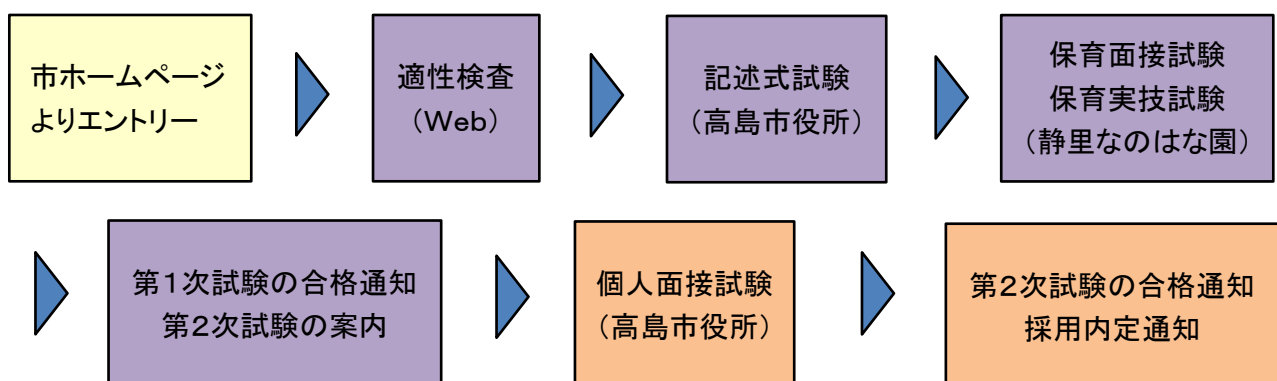 市ホームページ
よりエントリー
適性検査
（Web）
記述式試験
（高島市役所）
保育面接試験
保育実技試験
（静里なのはな園）
第１次試験の合格通知
第２次試験の案内
個人面接試験
（高島市役所）
第２次試験の合格通知
採用内定通知